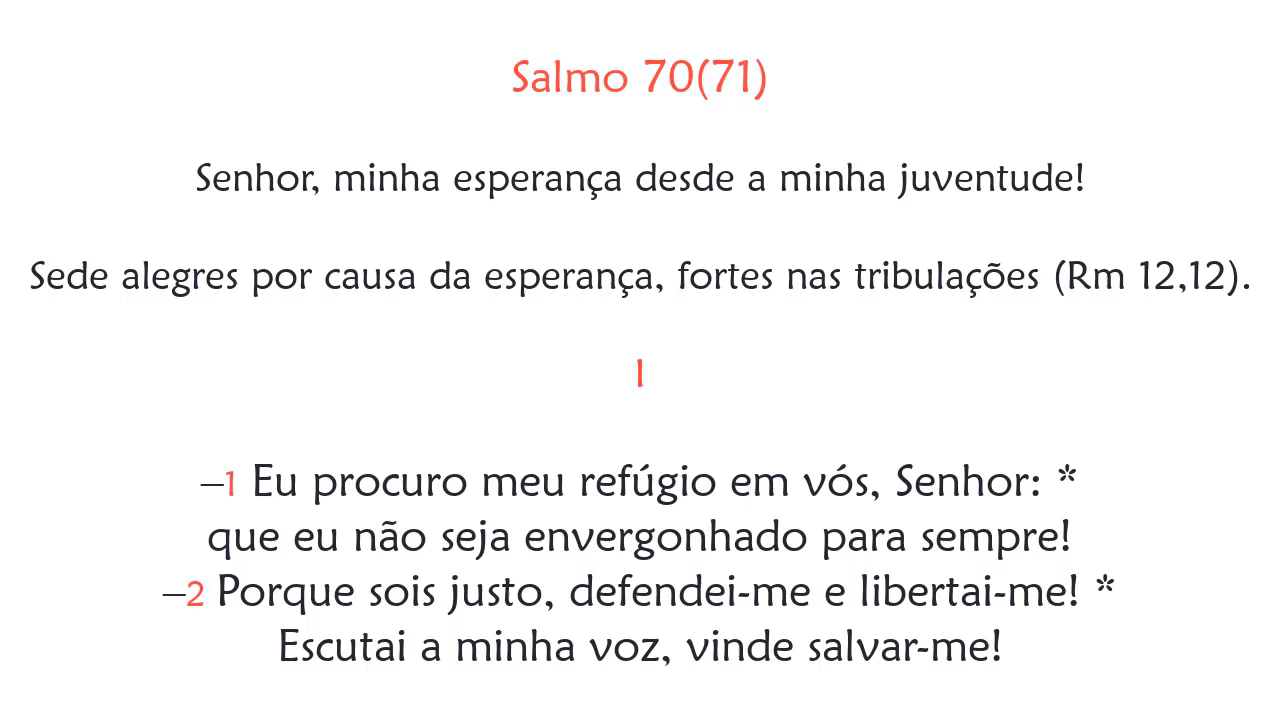 Salmo 70(71)
Senhor, minha esperança desde a minha juventude!
Sede alegres por causa da esperança, fortes nas tribulações (Rm 12,12).
I
–1 Eu procuro meu refúgio em vós, Senhor: *
que eu não seja envergonhado para sempre!
–2 Porque sois justo, defendei-me e libertai-me! *
Escutai a minha voz, vinde salvar-me!